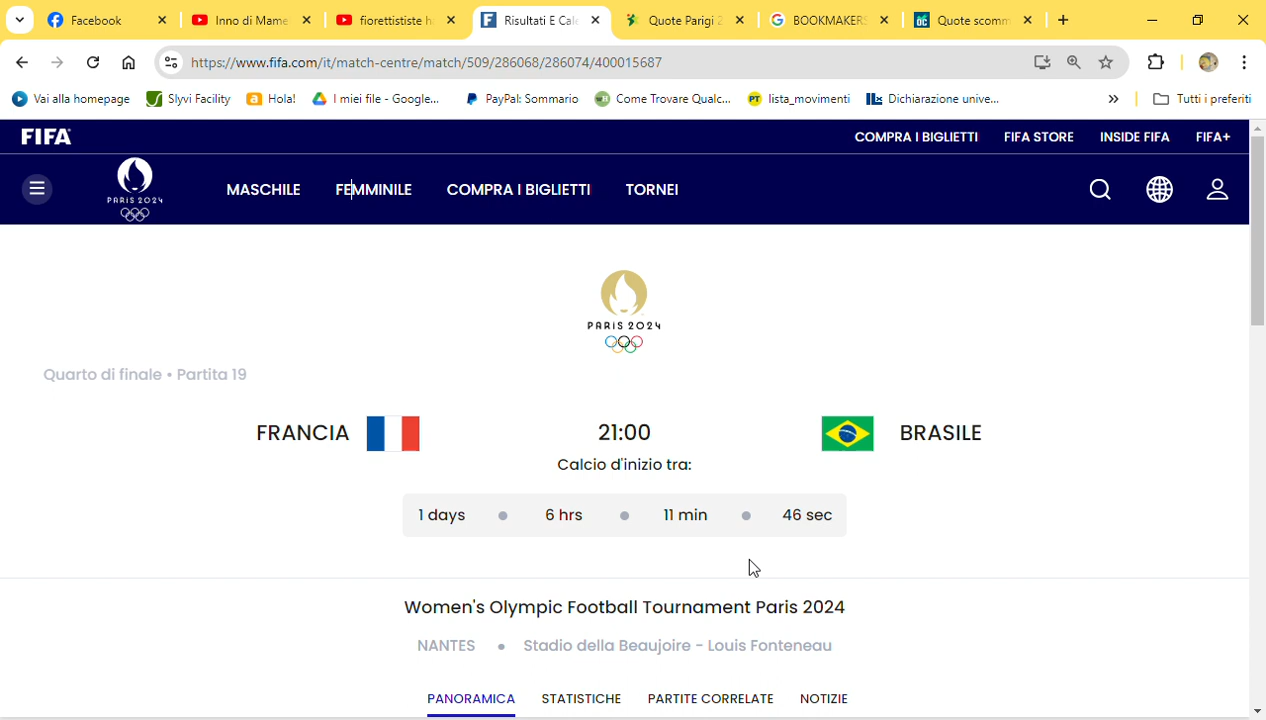 Facebook
Inno di Mame
fiorettiste h
Risultati E Cale
Quote Parigi 2
BOOKMAKERS
Quote scomm
https://www.fifa.com/it/match-centre/match/509/286068/286074/400015687
Vai alla homepage
Slyvi Facility
Hola!
I miei file - Google...
PayPal: Sommario
Come Trovare Qualc...
lista_movimenti
Dichiarazione unive...
Tutti i preferiti
FIFA
COMPRA I BIGLIETTI
FIFA STORE
INSIDE FIFA
FIFA+
PARIS 2024
MASCHILE
FEMMINILE
COMPRA I BIGLIETTI
TORNEI
PARIS 2024
Quarto di finale • Partita 19
FRANCIA
21:00
BRASILE
Calcio d'inizio tra:
1 days
6 hrs
11 min
46 sec
Women's Olympic Football Tournament Paris 2024
NANTES • Stadio della Beaujoire - Louis Fonteneau
PANORAMICA
STATISTICHE
PARTITE CORRELATE
NOTIZIE